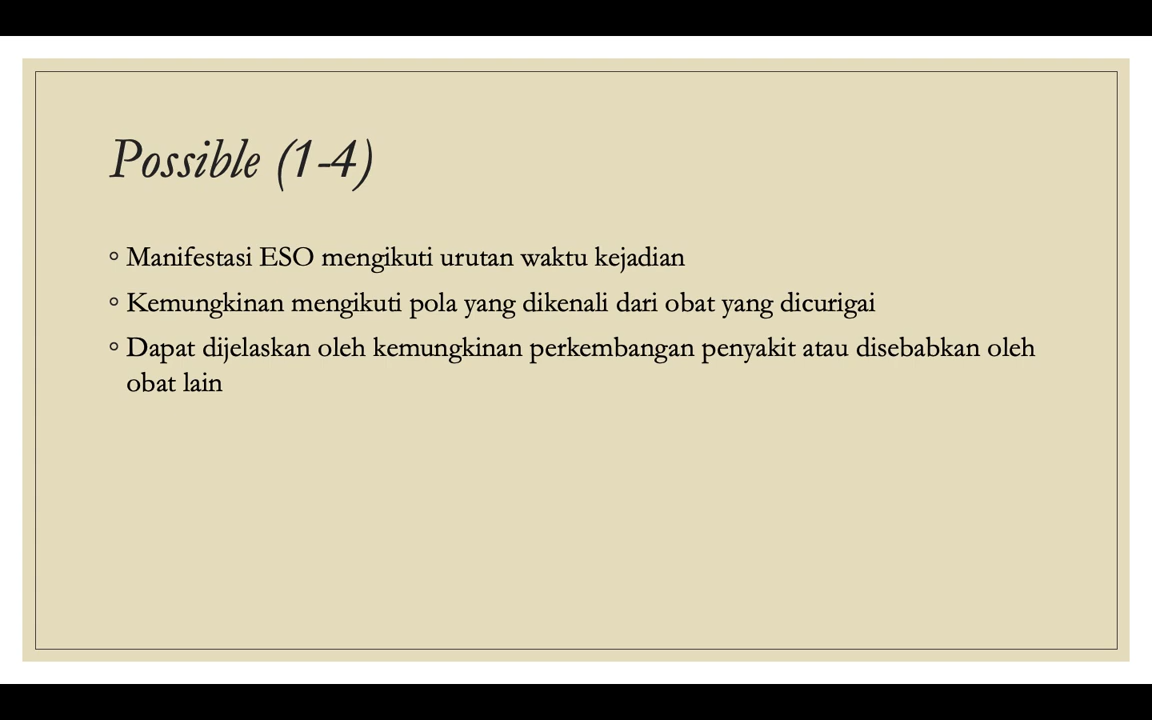 Possible (1-4)
◦ Manifestasi ESO mengikuti urutan waktu kejadian
◦ Kemungkinan mengikuti pola yang dikenali dari obat yang dicurigai
◦ Dapat dijelaskan oleh kemungkinan perkembangan penyakit atau disebabkan oleh
obat lain